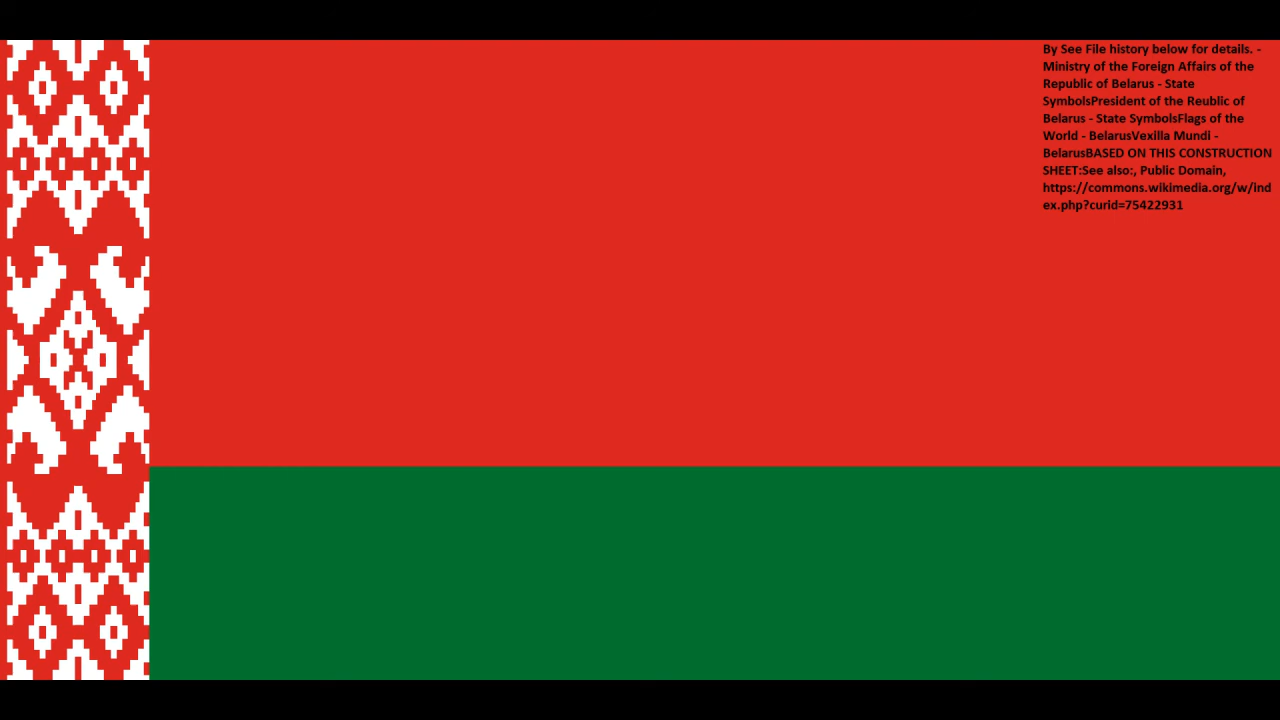 By See File history below for details. -
Ministry of the Foreign Affairs of the
Republic of Belarus - State
SymbolsPresident of the Reublic of
Belarus - State SymbolsFlags of the
World - BelarusVexilla Mundi -
BelarusBASED ON THIS CONSTRUCTION
SHEET:See also:, Public Domain,
https://commons.wikimedia.org/w/ind
ex.php?curid=75422931